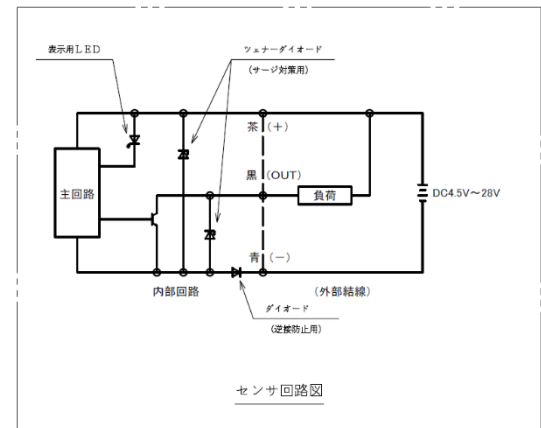 表示用LED
ツェナーダイオード
(サージ対策用)
茶 (+)
黒 (OUT)
主回路
負荷
DC4.5V~28V
青 (-)
内部回路
(外部結線)
ダイオード
(逆接防止用)
センサ回路図